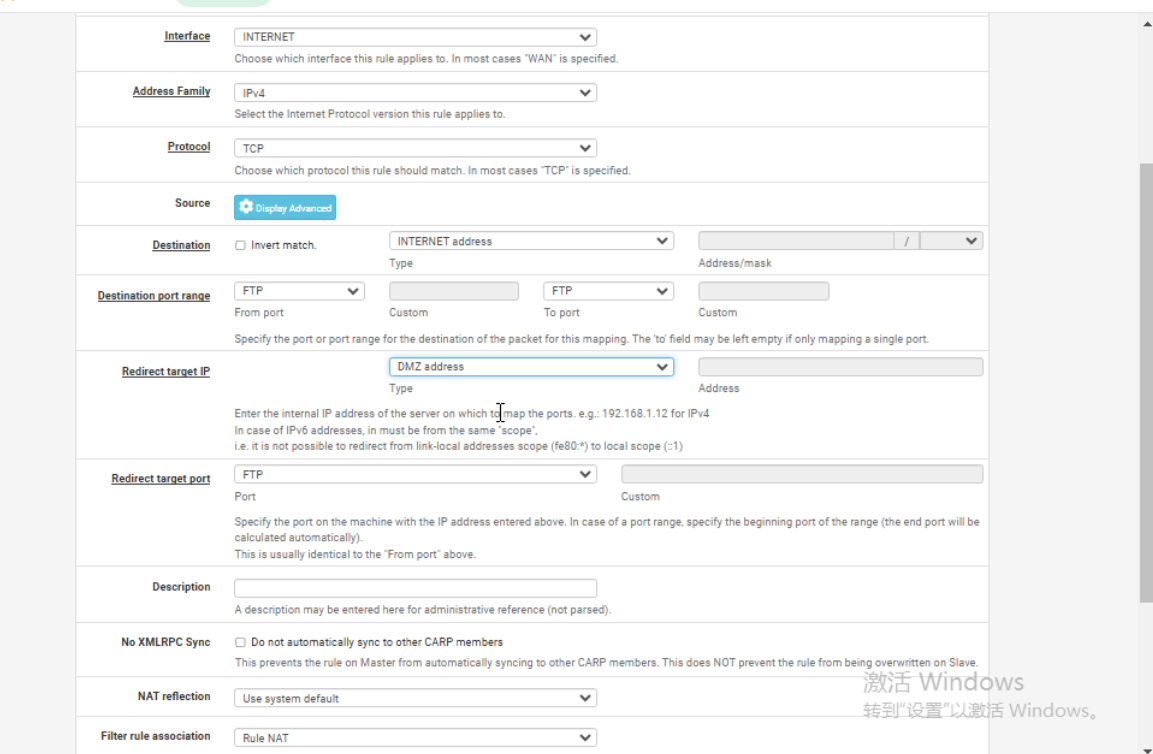 Interface INTERNET
Choose which interface this rule applies to. In most cases "WAN" is specified.
Address Family IPv4
Select the Internet Protocol version this rule applies to.
Protocol TCP
Choose which protocol this rule should match. In most cases "TCP" is specified.
Source Display Advanced
Destination Invert match. INTERNET address /
Type Address/mask
Destination port range FTP FTP
From port Custom To port Custom
Specify the port or port range for the destination of the packet for this mapping. The 'to' field may be left empty if only mapping a single port.
Redirect target IP DMZ address
Type Address
Enter the internal IP address of the server on which to map the ports. e.g.: 192.168.1.12 for IPv4
In case of IPv6 addresses, in must be from the same "scope",
i.e. it is not possible to redirect from link-local addresses scope (fe80:*) to local scope (::1)
Redirect target port FTP
Port Custom
Specify the port on the machine with the IP address entered above. In case of a port range, specify the beginning port of the range (the end port will be
calculated automatically).
This is usually identical to the "From port" above.
Description
A description may be entered here for administrative reference (not parsed).
No XMLRPC Sync Do not automatically sync to other CARP members
This prevents the rule on Master from automatically syncing to other CARP members. This does NOT prevent the rule from being overwritten on Slave.
NAT reflection Use system default
Filter rule association Rule NAT
激活 Windows
转到"设置"以激活 Windows。